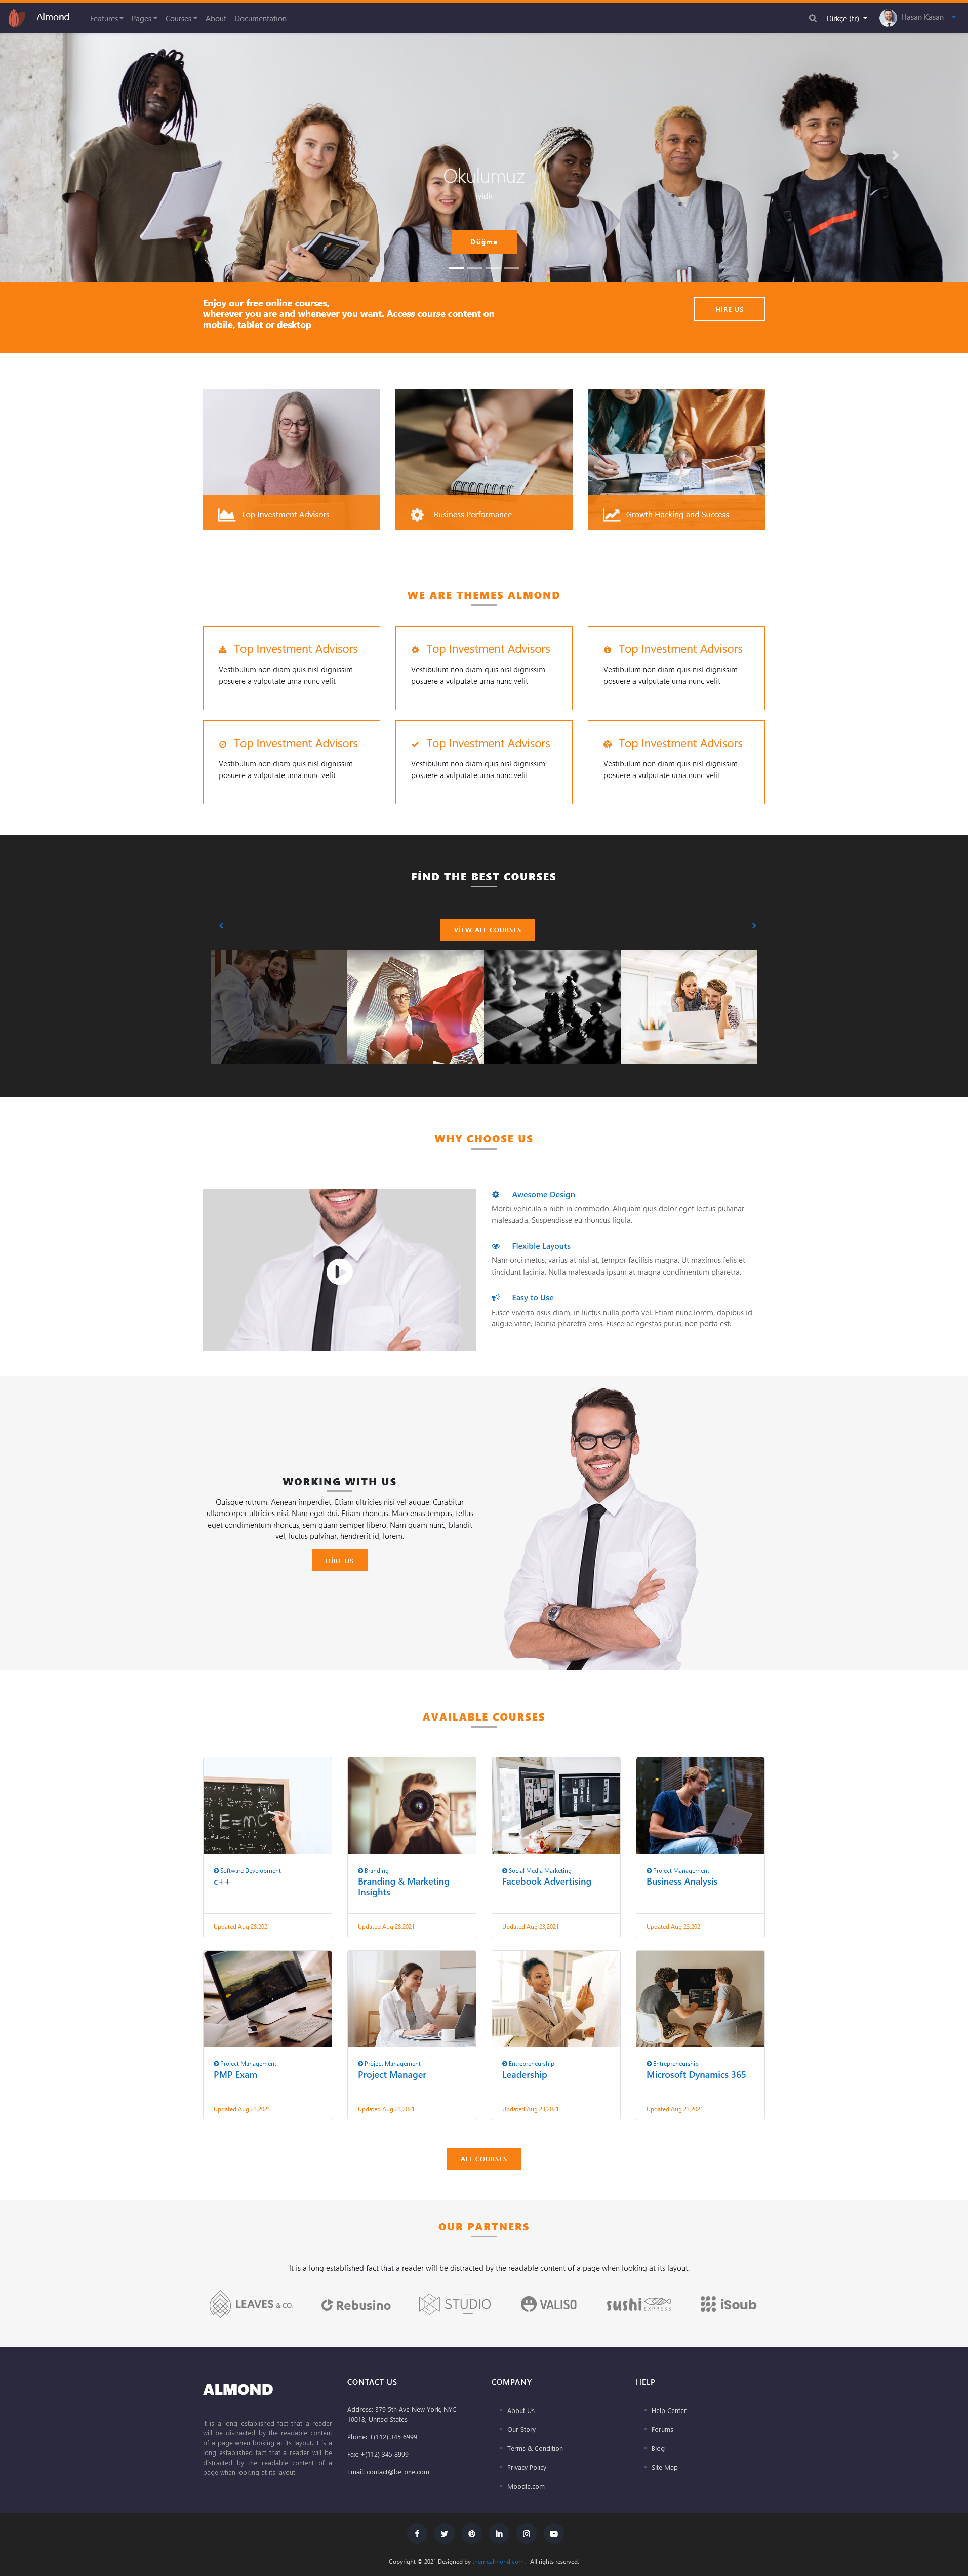 Almond
Features Pages Courses About Documentation
Türkçe (tr)
Hasan Kasan
Okulumuz
iyidir
Düğme
Enjoy our free online courses,
wherever you are and whenever you want. Access course content on
mobile, tablet or desktop
HİRE US
Top Investment Advisors
Business Performance
Growth Hacking and Success
WE ARE THEMES ALMOND
Top Investment Advisors
Vestibulum non diam quis nisl dignissim
posuere a vulputate urna nunc velit
Top Investment Advisors
Vestibulum non diam quis nisl dignissim
posuere a vulputate urna nunc velit
Top Investment Advisors
Vestibulum non diam quis nisl dignissim
posuere a vulputate urna nunc velit
Top Investment Advisors
Vestibulum non diam quis nisl dignissim
posuere a vulputate urna nunc velit
Top Investment Advisors
Vestibulum non diam quis nisl dignissim
posuere a vulputate urna nunc velit
Top Investment Advisors
Vestibulum non diam quis nisl dignissim
posuere a vulputate urna nunc velit
FİND THE BEST COURSES
VİEW ALL COURSES
WHY CHOOSE US
Awesome Design
Morbi vehicula a nibh in commodo. Aliquam quis dolor eget lectus pulvinar
malesuada. Suspendisse eu rhoncus ligula.
Flexible Layouts
Nam orci metus, varius at nisl at, tempor facilisis magna. Ut maximus felis et
tincidunt lacinia. Nulla malesuada ipsum at magna condimentum pharetra.
Easy to Use
Fusce viverra risus diam, in luctus nulla porta vel. Etiam nunc lorem, dapibus id
augue vitae, lacinia pharetra eros. Fusce ac egestas purus, non porta est.
WORKING WITH US
Quisque rutrum. Aenean imperdiet. Etiam ultricies nisi vel augue. Curabitur
ullamcorper ultricies nisi. Nam eget dui. Etiam rhoncus. Maecenas tempus, tellus
eget condimentum rhoncus, sem quam semper libero. Nam quam nunc, blandit
vel, luctus pulvinar, hendrerit id, lorem.
HİRE US
AVAILABLE COURSES
E=mc²
Software Development
c++
Updated Aug 28,2021
Branding
Branding & Marketing
Insights
Updated Aug 28,2021
Social Media Marketing
Facebook Advertising
Updated Aug 23,2021
Project Management
Business Analysis
Updated Aug 23,2021
Project Management
PMP Exam
Updated Aug 23,2021
Project Management
Project Manager
Updated Aug 23,2021
Entrepreneurship
Leadership
Updated Aug 23,2021
Entrepreneurship
Microsoft Dynamics 365
Updated Aug 23,2021
ALL COURSES
OUR PARTNERS
It is a long established fact that a reader will be distracted by the readable content of a page when looking at its layout.
LEAVES & CO.
Rebusino
STUDIO
VALISO
sushi EXPRESS
iSoub
ALMOND
It is a long established fact that a reader
will be distracted by the readable content
of a page when looking at its layout. it is a
long established fact that a reader will be
distracted by the readable content of a
page when looking at its layout.
CONTACT US
Address: 379 5th Ave New York, NYC
10018, United States
Phone: +(112) 345 6999
Fax: +(112) 345 8999
Email: contact@be-one.com
COMPANY
About Us
Our Story
Terms & Condition
Privacy Policy
Moodle.com
HELP
Help Center
Forums
Blog
Site Map
Copyright © 2021 Designed by themesalmond.com. All rights reserved.